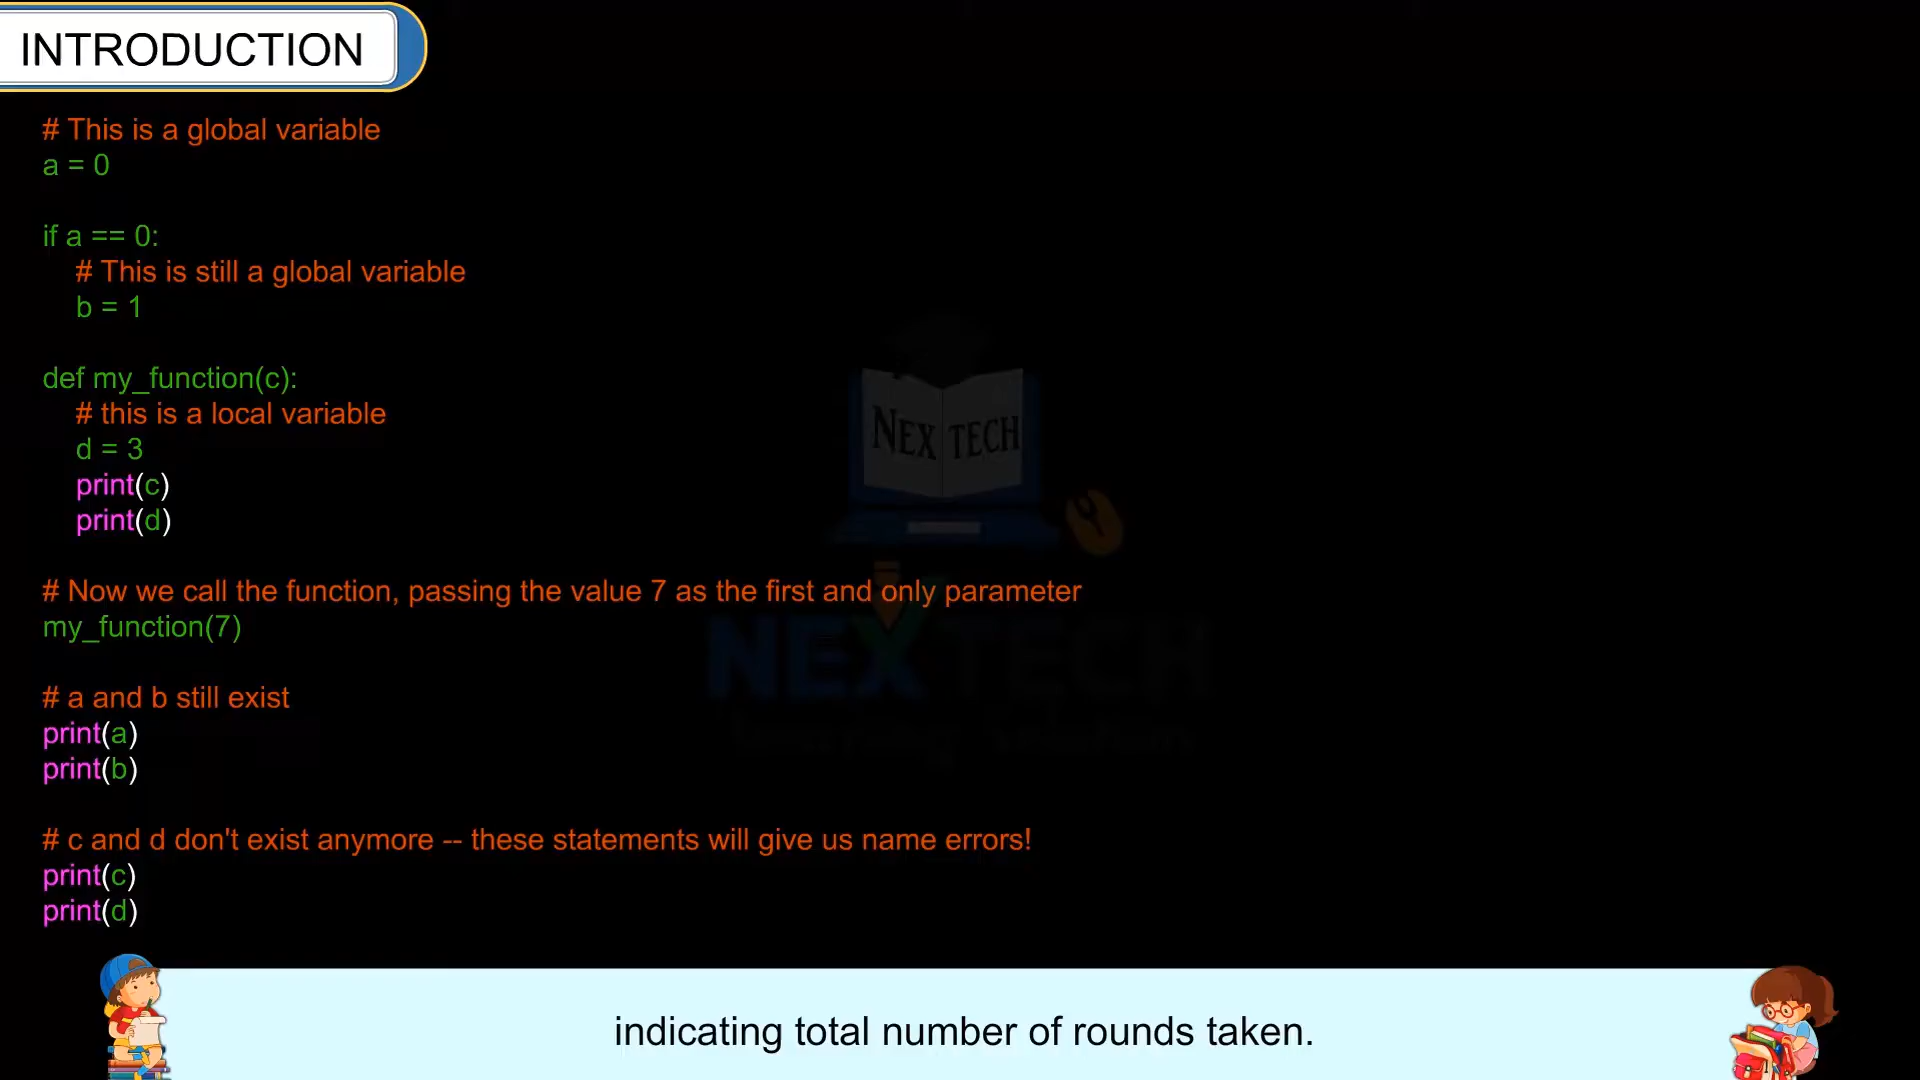 INTRODUCTION
# This is a global variable
a = 0
if a == 0:
# This is still a global variable
b = 1
def my_function(c):
# this is a local variable
d = 3
print(c)
print(d)
# Now we call the function, passing the value 7 as the first and only parameter
my_function(7)
# a and b still exist
print(a)
print(b)
# c and d don't exist anymore -- these statements will give us name errors!
print(c)
print(d)
NEX TECH
NEXTECH
indicating total number of rounds taken.